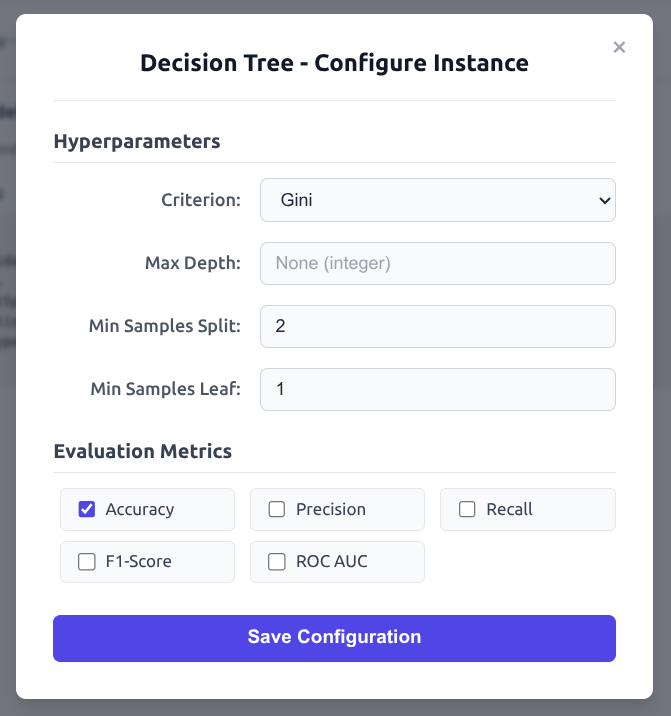 Decision Tree - Configure Instance
×
Hyperparameters
Criterion: Gini
Max Depth: None (integer)
Min Samples Split: 2
Min Samples Leaf: 1
Evaluation Metrics
Accuracy Precision Recall
F1-Score ROC AUC
Save Configuration